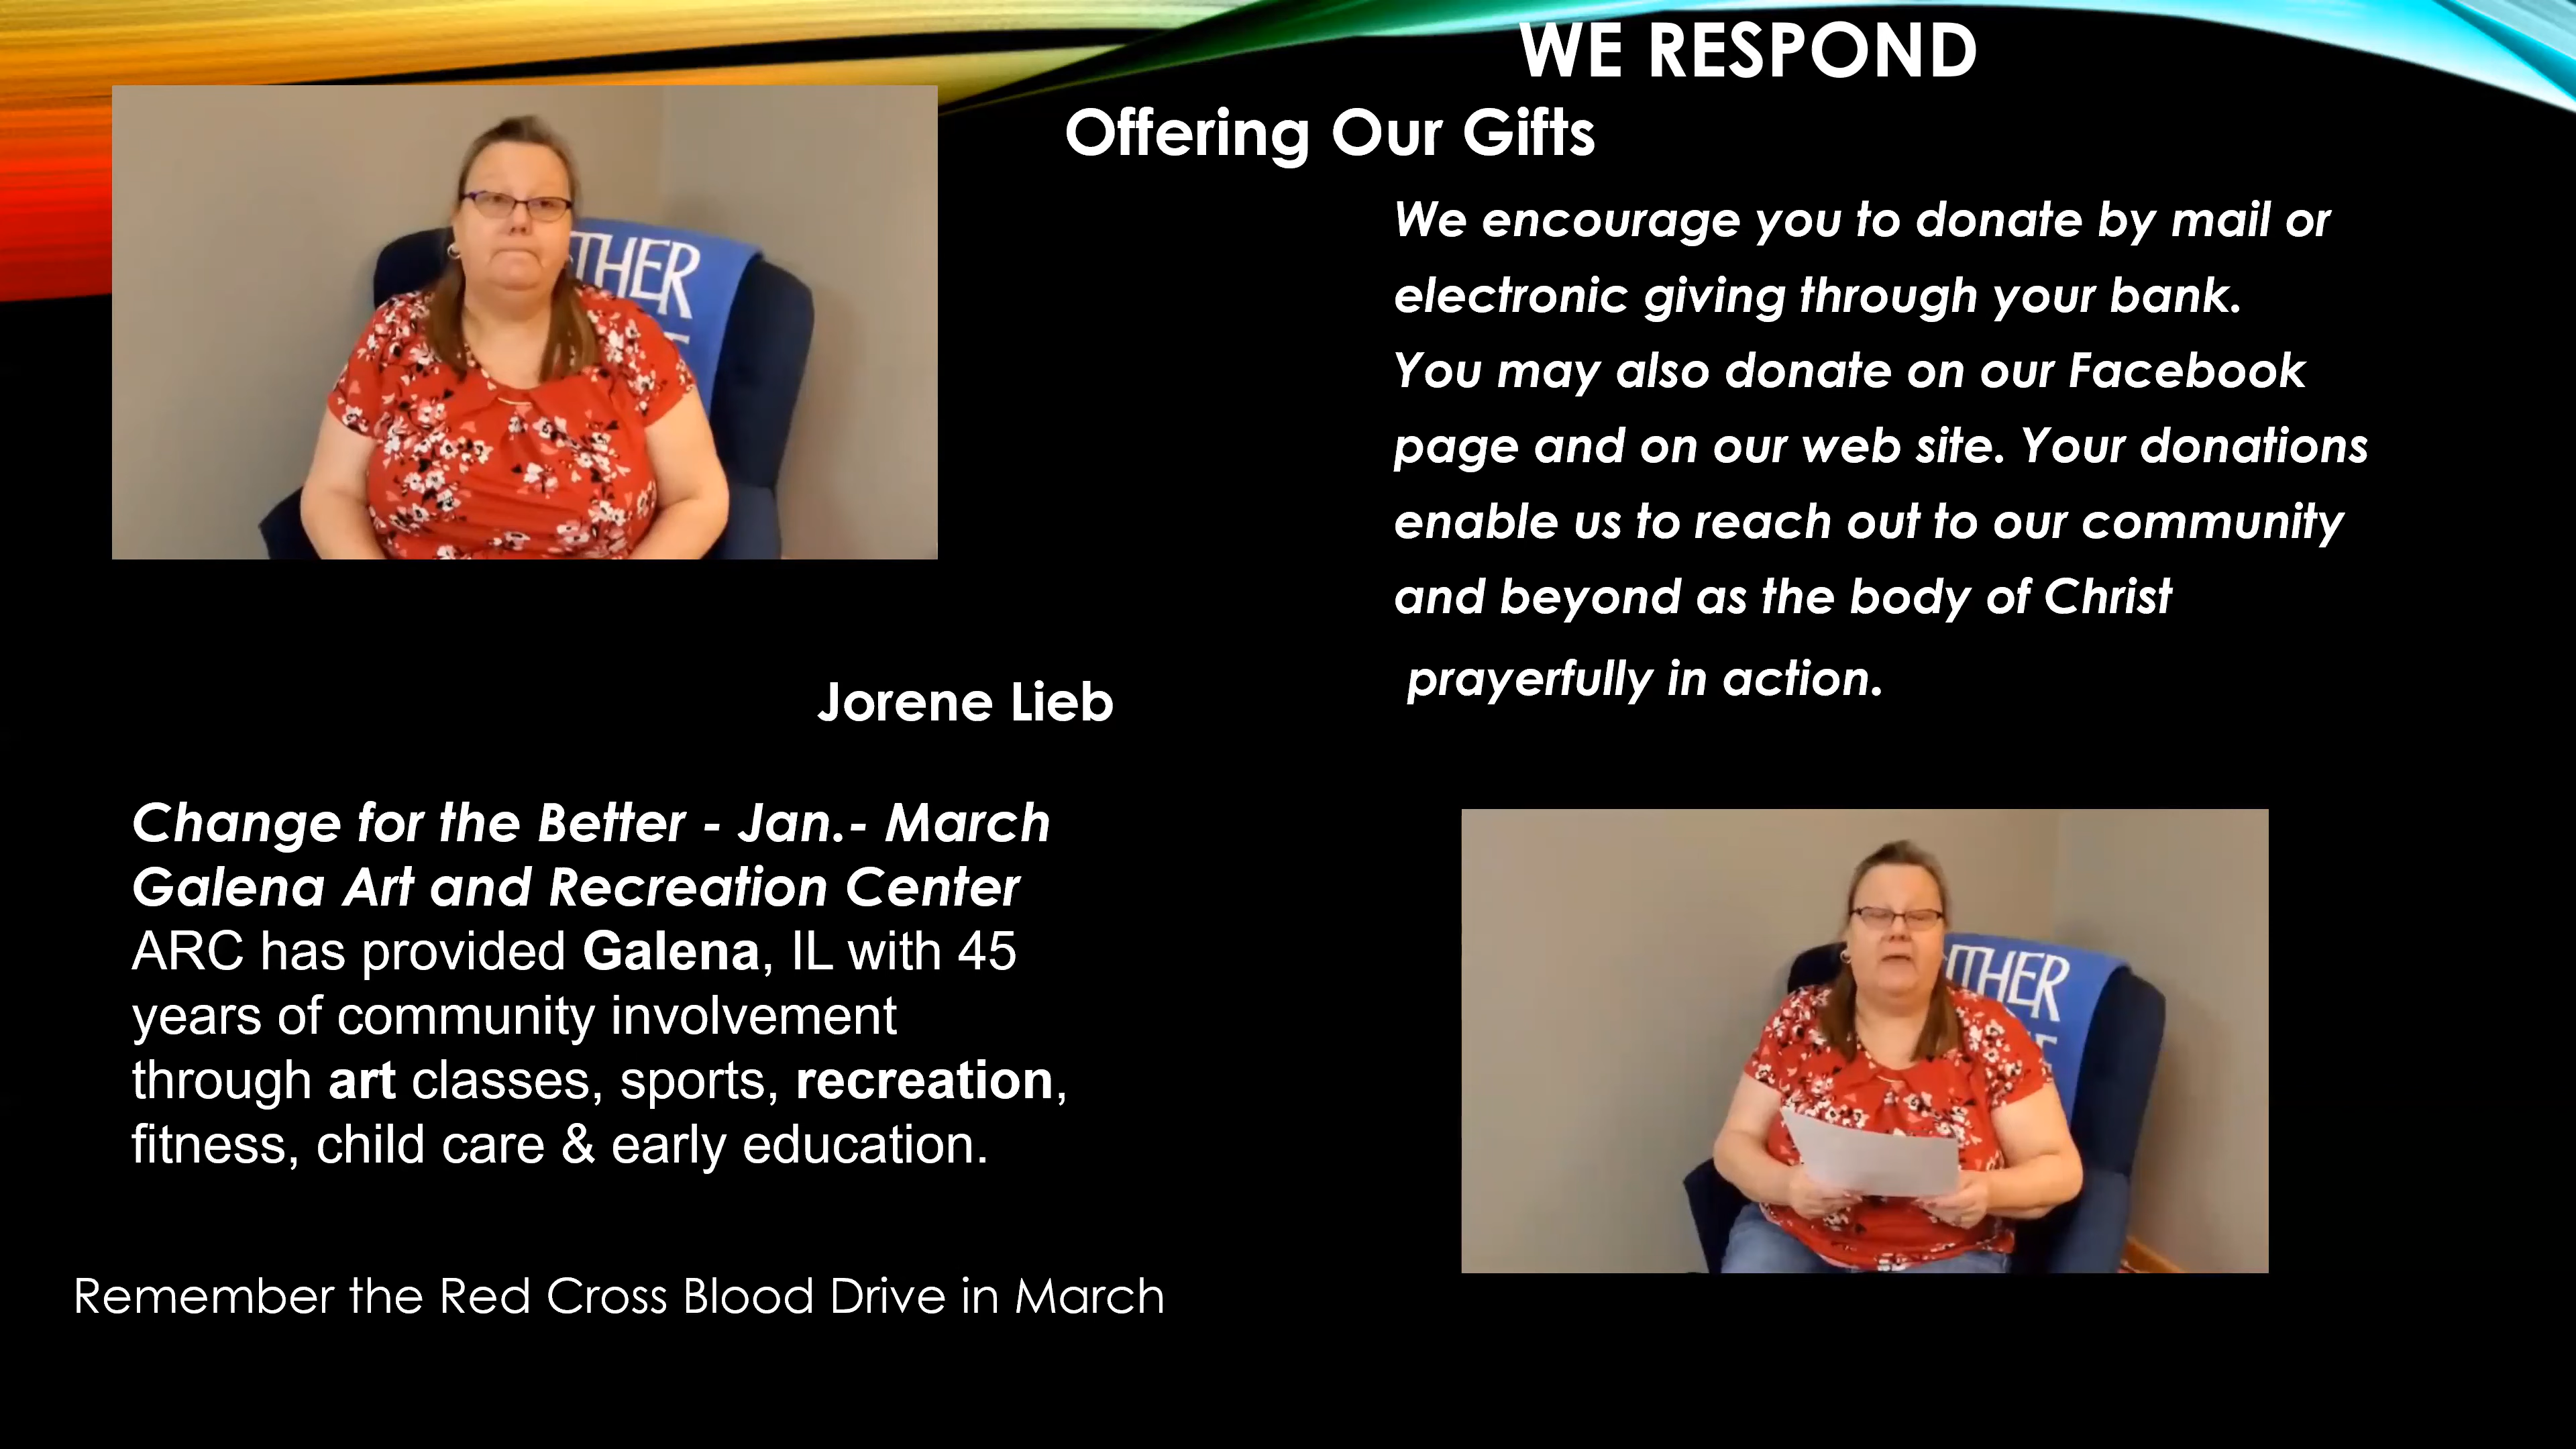 WE RESPOND
Offering Our Gifts
We encourage you to donate by mail or
electronic giving through your bank.
You may also donate on our Facebook
page and on our web site. Your donations
enable us to reach out to our community
and beyond as the body of Christ
prayerfully in action.
THER
Jorene Lieb
Change for the Better - Jan.- March
Galena Art and Recreation Center
ARC has provided Galena, IL with 45
years of community involvement
through art classes, sports, recreation,
fitness, child care & early education.
Remember the Red Cross Blood Drive in March
THER